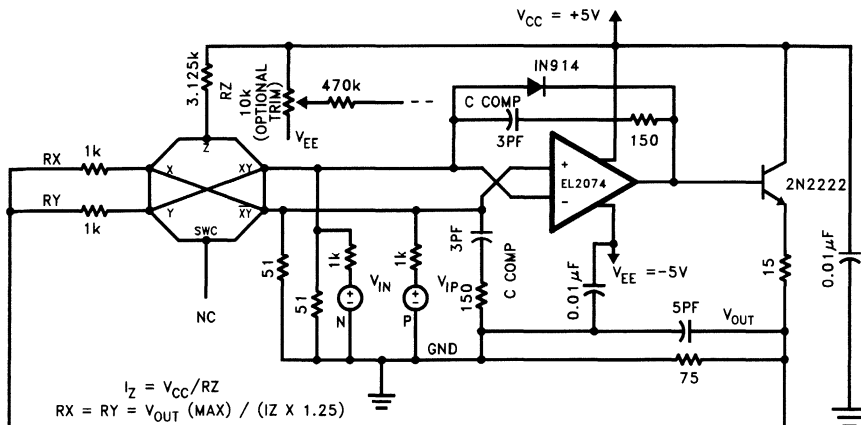 V_CC = +5V
IN914
3.125k
RZ
10k
(OPTIONAL
TRIM)
470k
--
C COMP
3PF
150
V_EE
Z
RX
1k
X
XY
+
EL2074
-
2N2222
RY
1k
Y
X̅Y̅
SWC
3PF
C COMP
0.01µF
V_EE = -5V
15
0.01µF
51
51
1k
V_IN
1k
V_IP
150
+
-
N
+
-
P
5PF
V_OUT
NC
GND
75
I_Z = V_CC/RZ
RX = RY = V_OUT (MAX) / (IZ X 1.25)